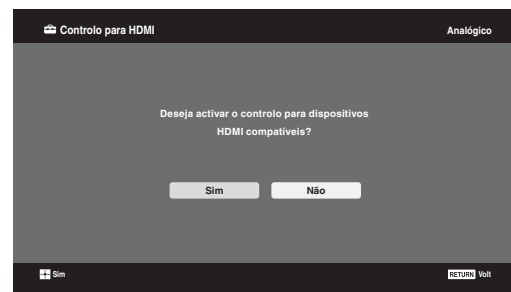 Controlo para HDMI
Analógico
Deseja activar o controlo para dispositivos
HDMI compatíveis?
Sim
Não
Sim
RETURN Volt